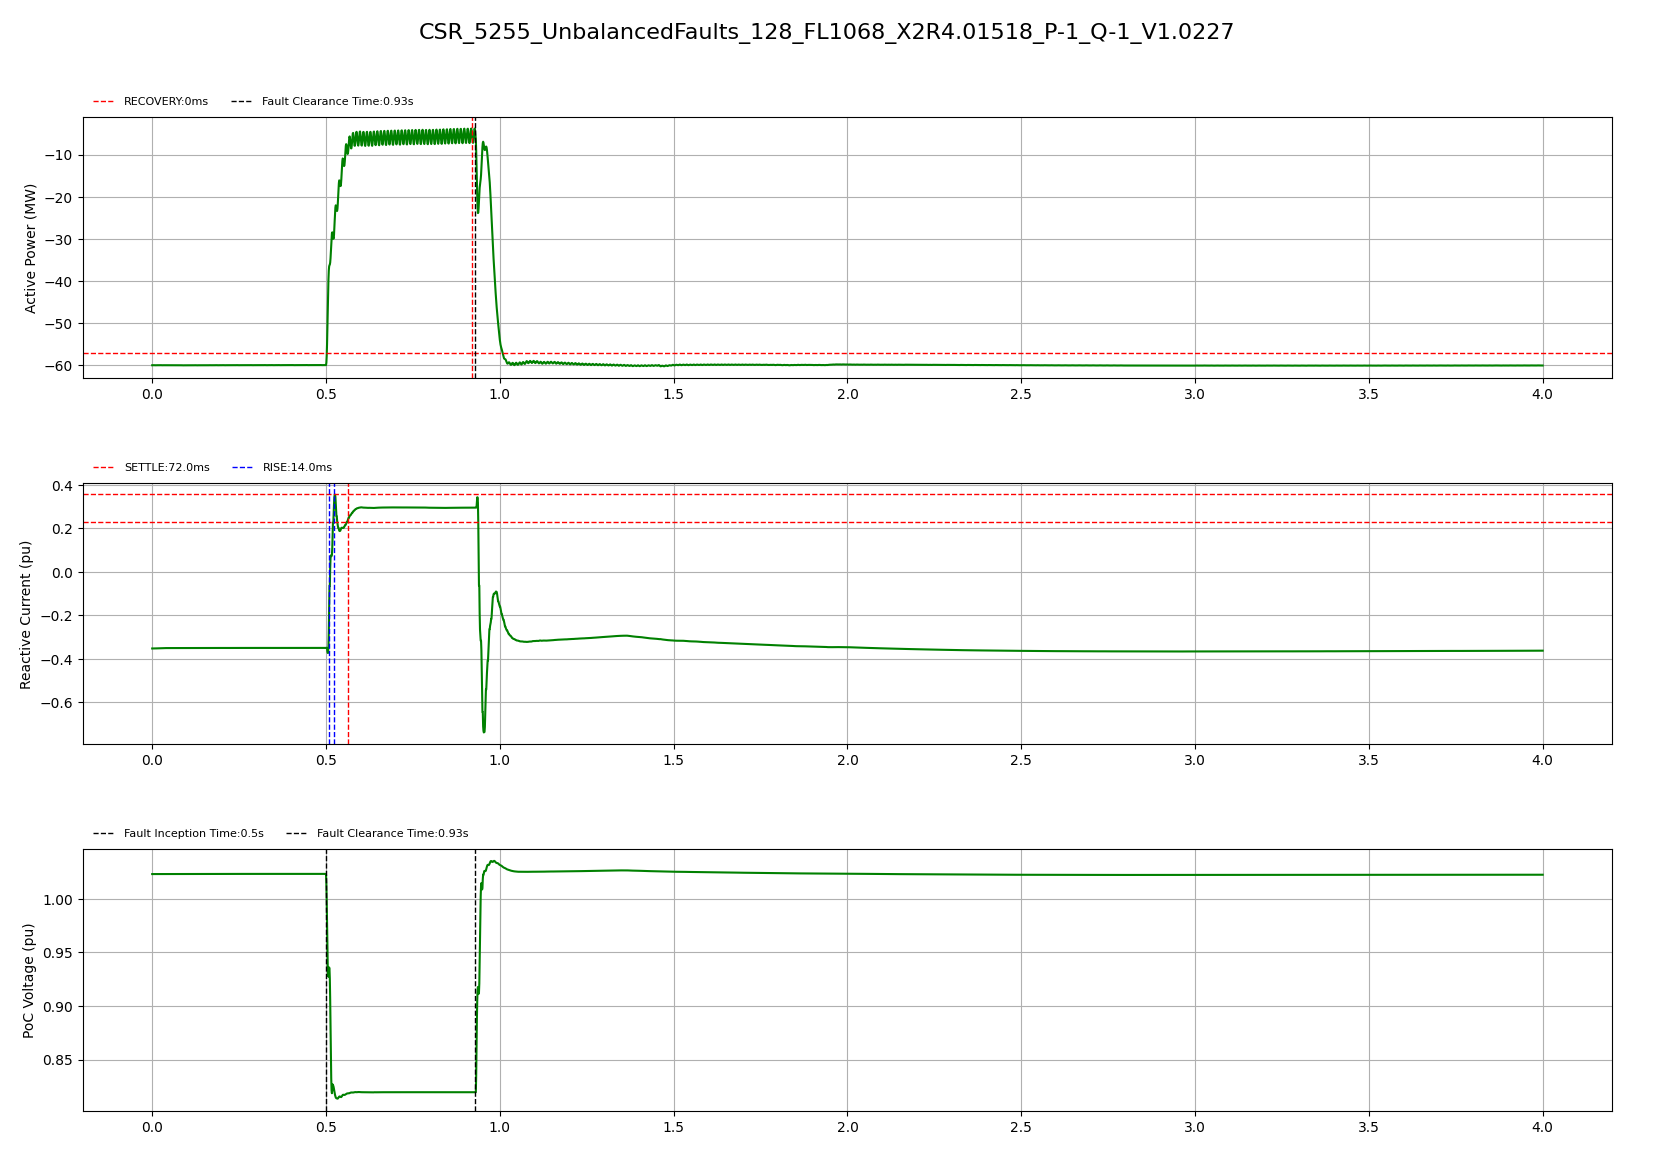 CSR_5255_UnbalancedFaults_128_FL1068_X2R4.01518_P-1_Q-1_V1.0227
RECOVERY:0ms Fault Clearance Time:0.93s
Active Power (MW)
−10
−20
−30
−40
−50
−60
0.0 0.5 1.0 1.5 2.0 2.5 3.0 3.5 4.0
SETTLE:72.0ms RISE:14.0ms
Reactive Current (pu)
0.4
0.2
0.0
−0.2
−0.4
−0.6
0.0 0.5 1.0 1.5 2.0 2.5 3.0 3.5 4.0
Fault Inception Time:0.5s Fault Clearance Time:0.93s
PoC Voltage (pu)
1.00
0.95
0.90
0.85
0.0 0.5 1.0 1.5 2.0 2.5 3.0 3.5 4.0